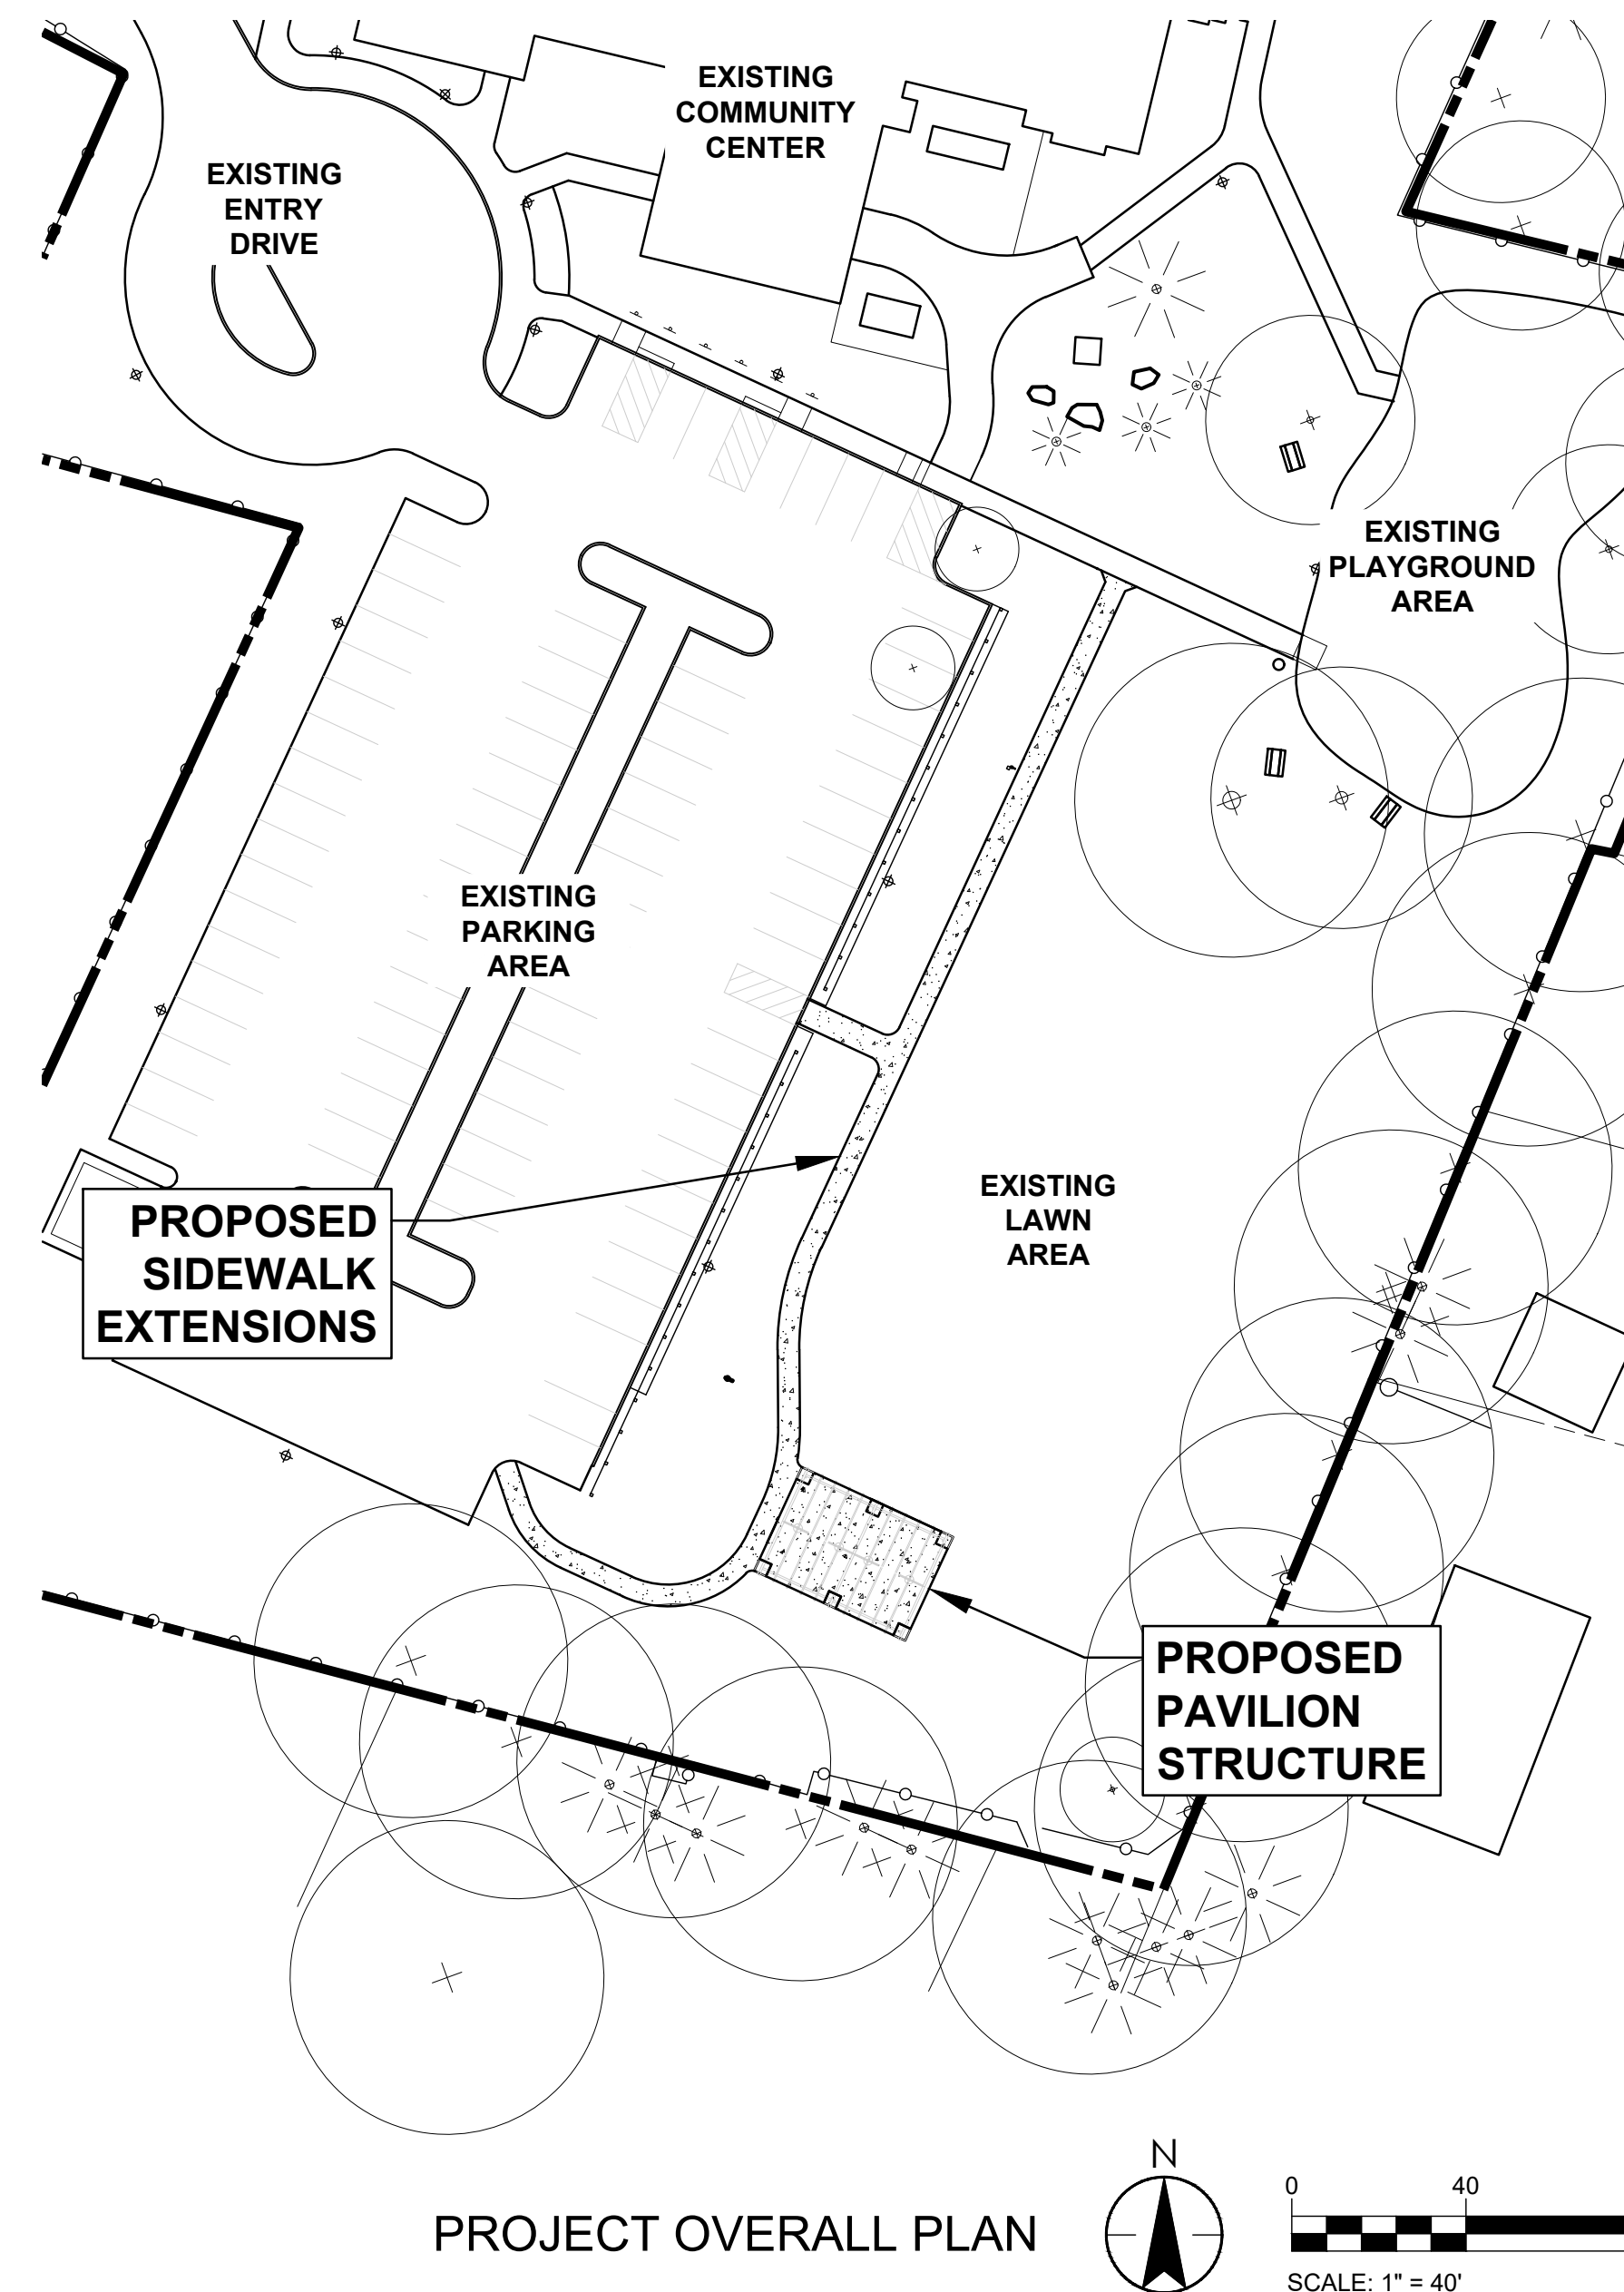 EXISTING
COMMUNITY
CENTER
EXISTING
ENTRY
DRIVE
EXISTING
PLAYGROUND
AREA
EXISTING
PARKING
AREA
EXISTING
LAWN
AREA
PROPOSED
SIDEWALK
EXTENSIONS
PROPOSED
PAVILION
STRUCTURE
PROJECT OVERALL PLAN
N
0 40
SCALE: 1" = 40'